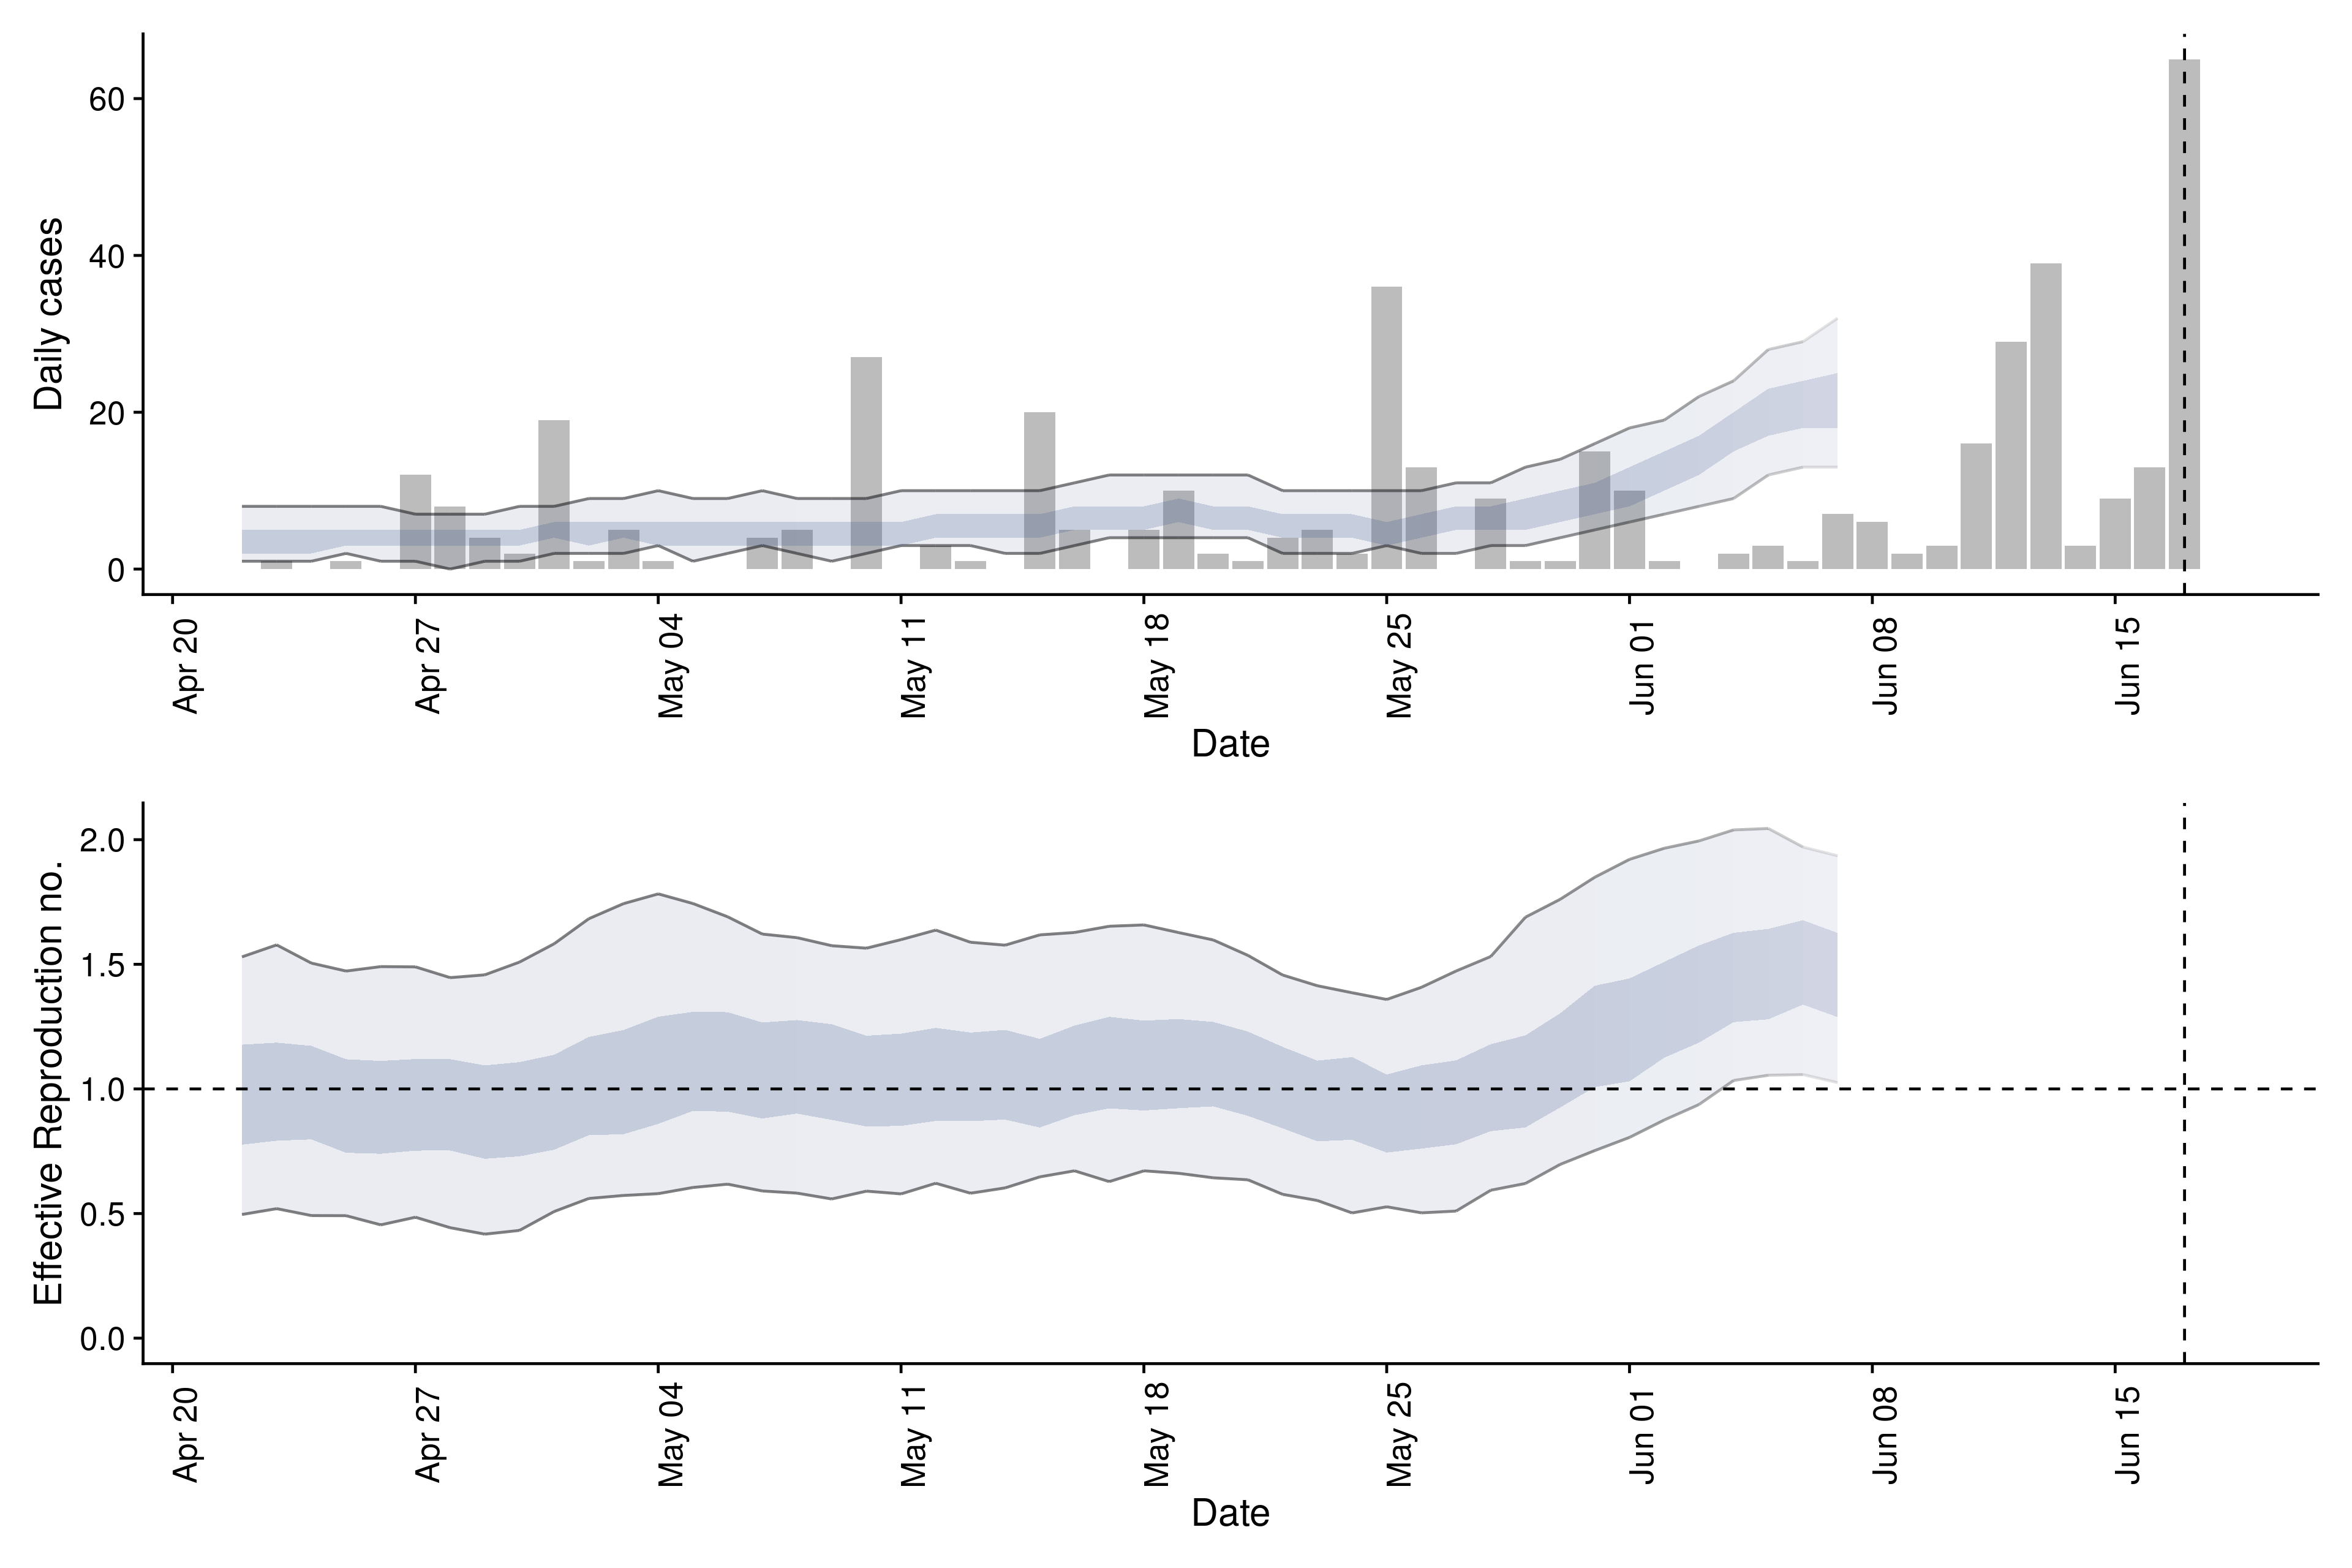 Daily cases
60
40
20
0
Apr 20
Apr 27
May 04
May 11
May 18
May 25
Jun 01
Jun 08
Jun 15
Date
Effective Reproduction no.
2.0
1.5
1.0
0.5
0.0
Apr 20
Apr 27
May 04
May 11
May 18
May 25
Jun 01
Jun 08
Jun 15
Date